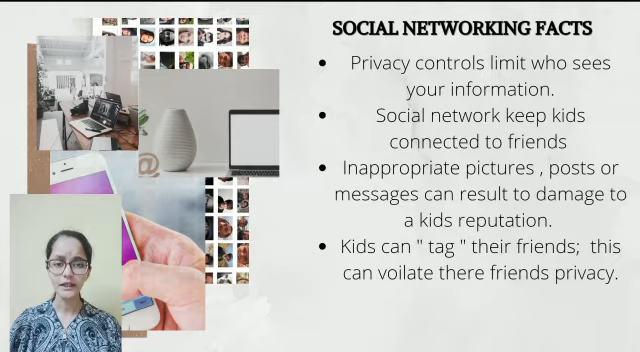 SOCIAL NETWORKING FACTS
• Privacy controls limit who sees
your information.
• Social network keep kids
connected to friends
• Inappropriate pictures , posts or
messages can result to damage to
a kids reputation.
• Kids can " tag " their friends;  this
can voilate there friends privacy.
@